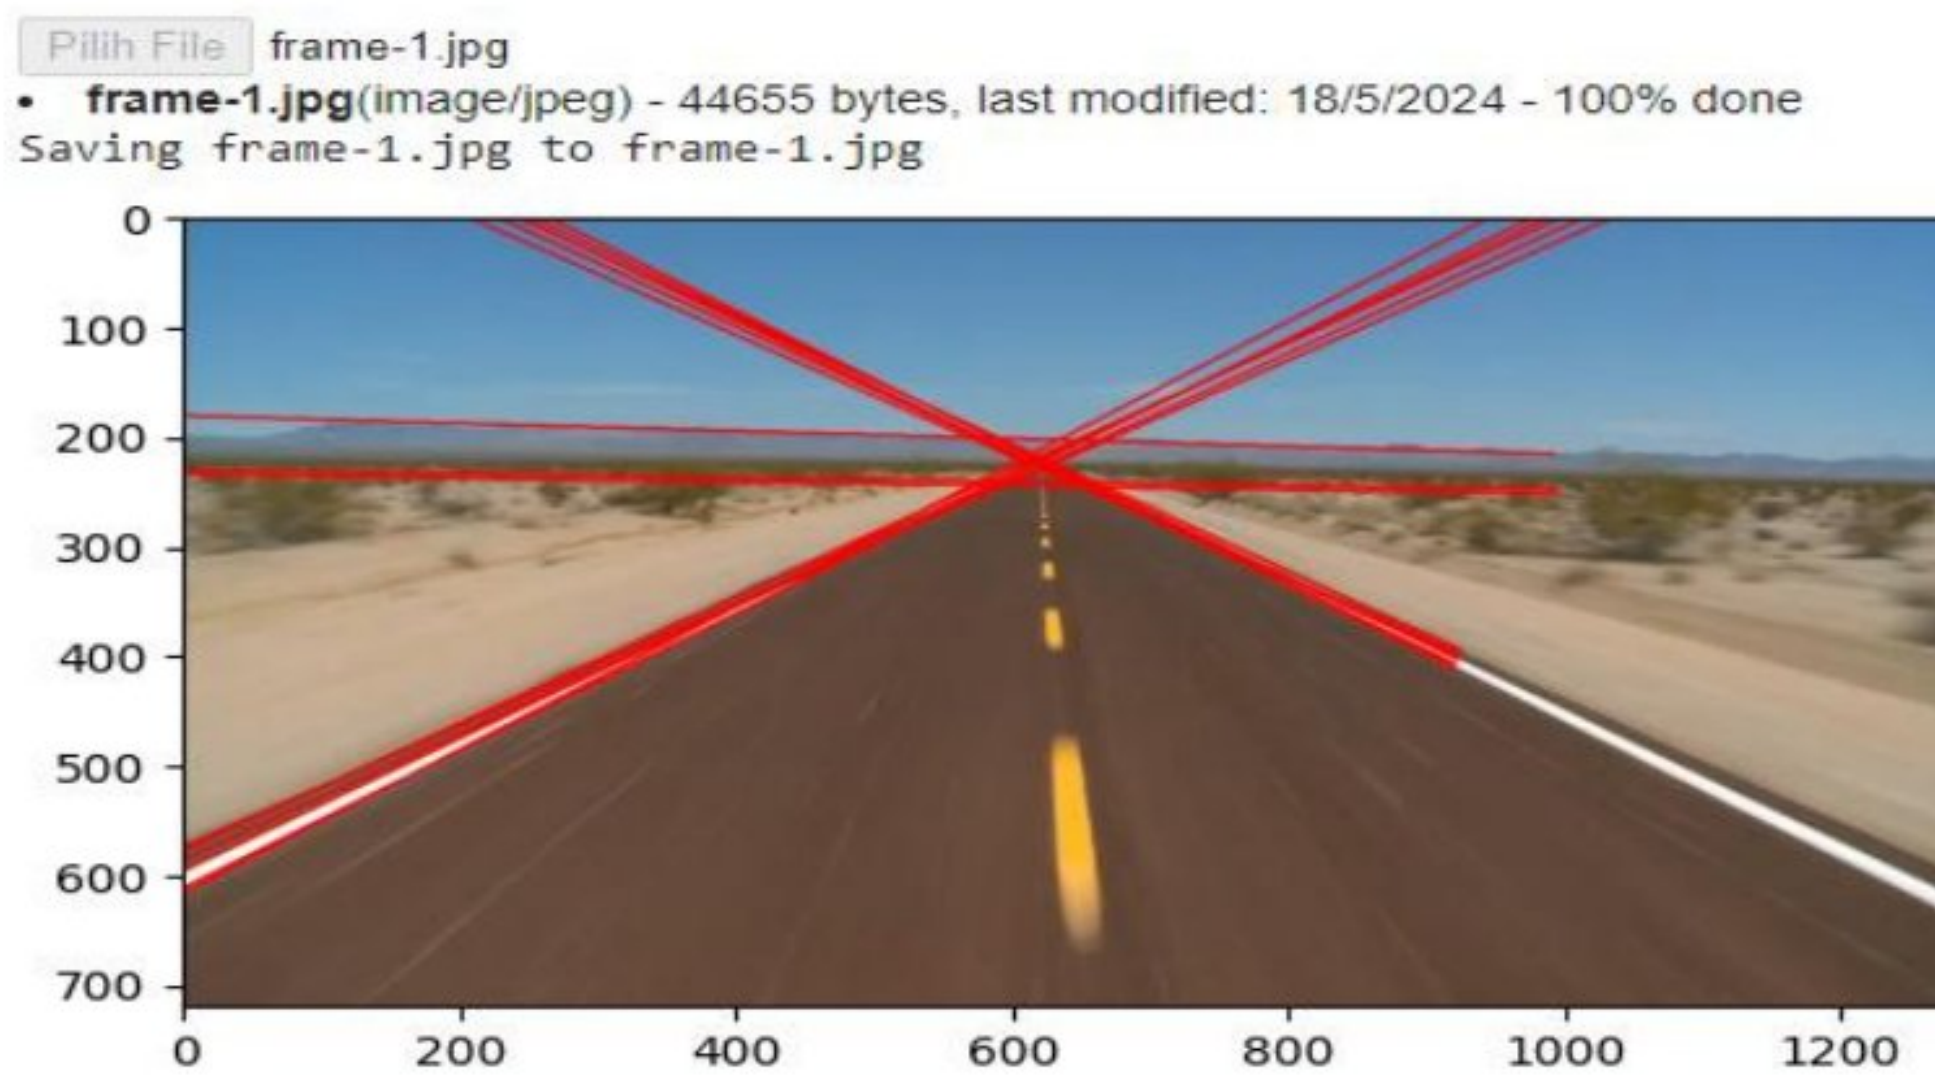 Pilih File frame-1.jpg
• frame-1.jpg(image/jpeg) - 44655 bytes, last modified: 18/5/2024 - 100% done
Saving frame-1.jpg to frame-1.jpg
0
100
200
300
400
500
600
700
0 200 400 600 800 1000 1200